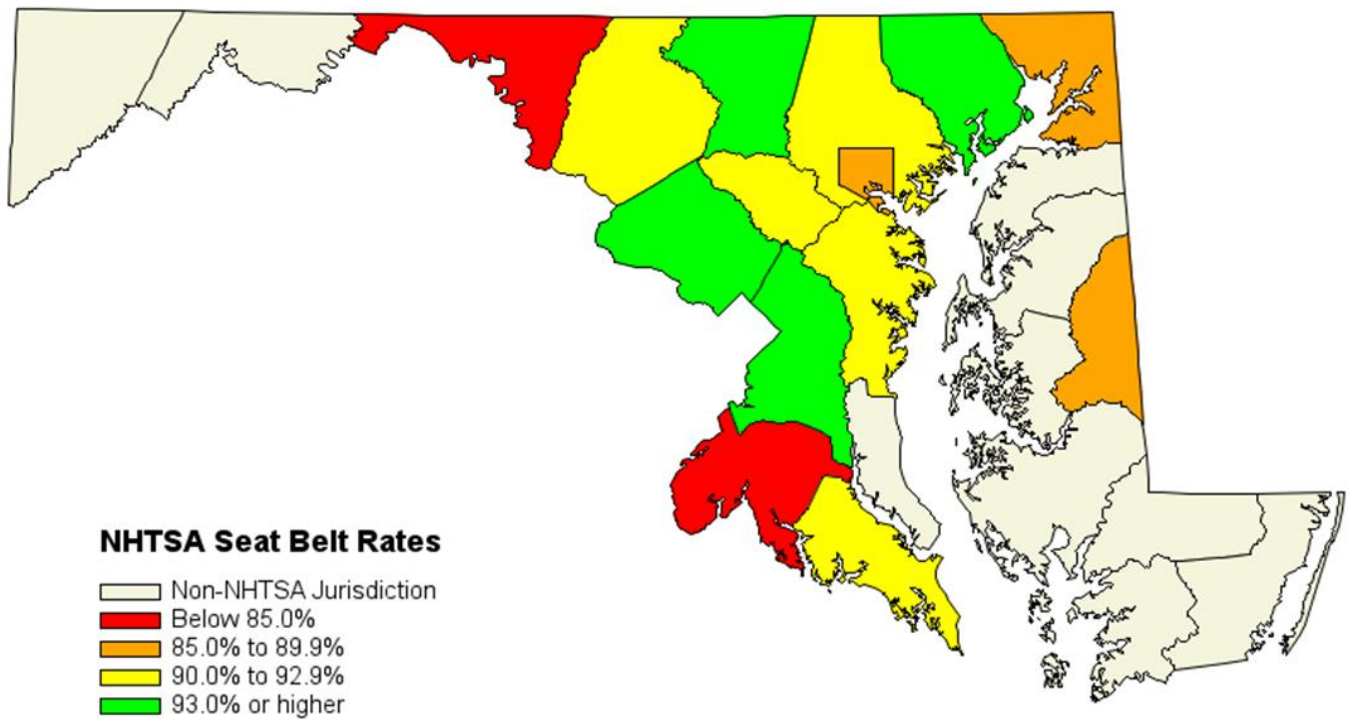 NHTSA Seat Belt Rates
Non-NHTSA Jurisdiction
Below 85.0%
85.0% to 89.9%
90.0% to 92.9%
93.0% or higher